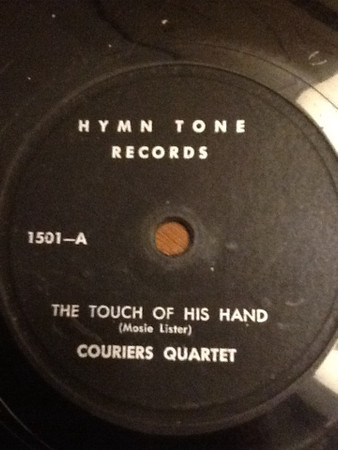 HYMN TONE
RECORDS
1501—A
THE TOUCH OF HIS HAND
(Mosie Lister)
COURIERS QUARTET